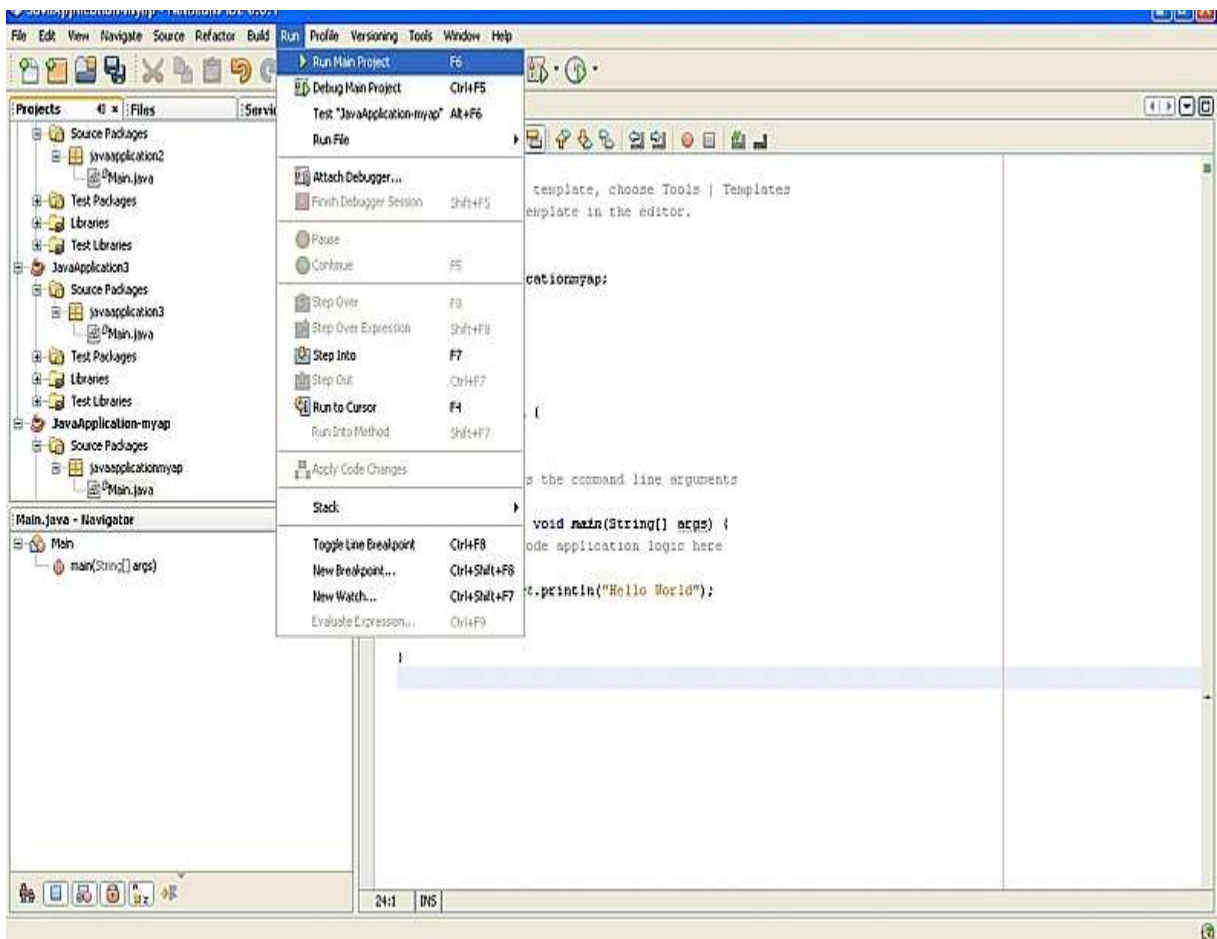 File Edit View Navigate Source Refactor Build Run Profile Versioning Tools Window Help
Projects Files
Source Packages
javaapplication2
Main.java
Test Packages
Libraries
Test Libraries
JavaApplication3
Source Packages
javaapplication3
Main.java
Test Packages
Libraries
Test Libraries
JavaApplication-myap
Source Packages
javaapplicationmyap
Main.java
Main.java - Navigator
Main
main(String[] args)
Run Main Project F6
Debug Main Project Ctrl+F5
Test "JavaApplication-myap" Alt+F6
Run File
Attach Debugger...
Finish Debugger Session Shift+F5
Pause
Continue F5
Step Over F8
Step Over Expression Shift+F8
Step Into F7
Step Out Ctrl+F7
Run to Cursor F4
Run Into Method Shift+F7
Apply Code Changes
Stack
Toggle Line Breakpoint Ctrl+F8
New Breakpoint... Ctrl+Shift+F8
New Watch... Ctrl+Shift+F7
Evaluate Expression... Ctrl+F9
template, choose Tools | Templates
emplate in the editor.
cationmyap;
{
s the command line arguments
void main(String[] args) {
ode application logic here
t.println("Hello World");
}
24:1 INS